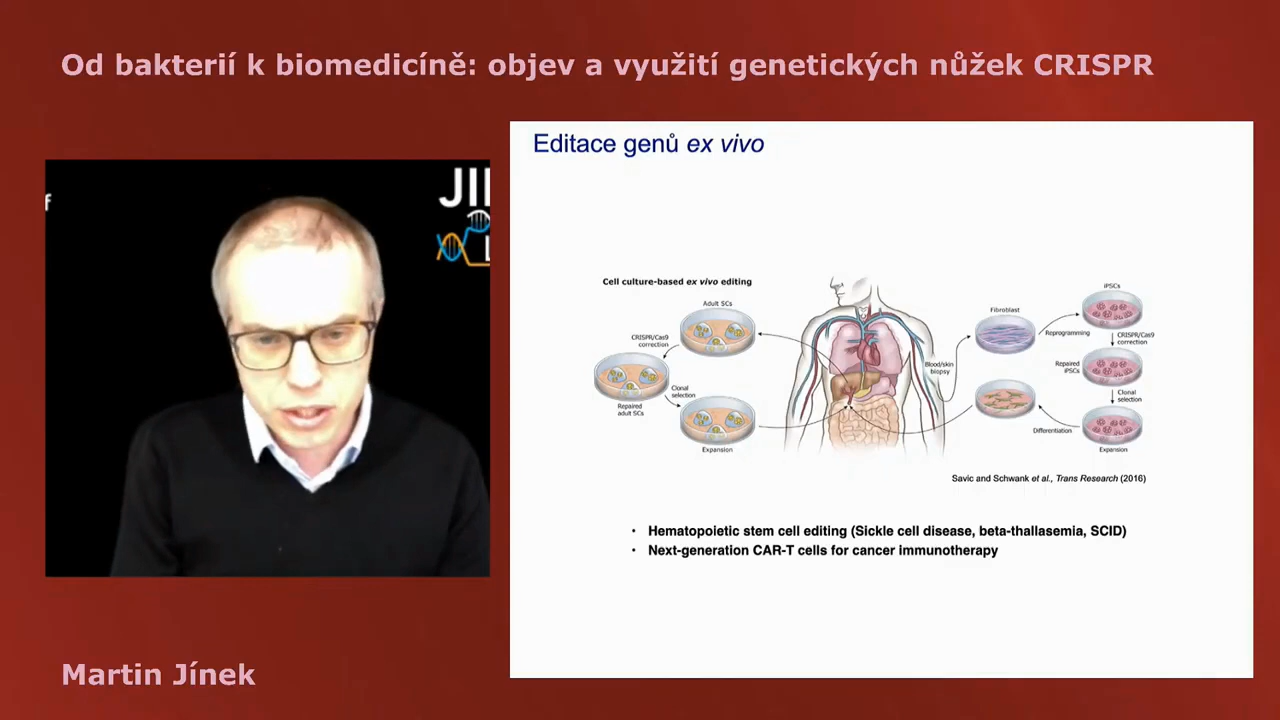 Od bakterií k biomedicíně: objev a využití genetických nůžek CRISPR
Editace genů ex vivo
f
JI
L
Cell culture-based ex vivo editing
Adult SCs
CRISPR/Cas9
correction
Repaired
adult SCs
Clonal
selection
Expansion
Blood/skin
biopsy
Fibroblast
Reprogramming
iPSCs
CRISPR/Cas9
correction
Repaired
iPSCs
Clonal
selection
Differentiation
Expansion
Savic and Schwank et al., Trans Research (2016)
• Hematopoietic stem cell editing (Sickle cell disease, beta-thallasemia, SCID)
• Next-generation CAR-T cells for cancer immunotherapy
Martin Jínek